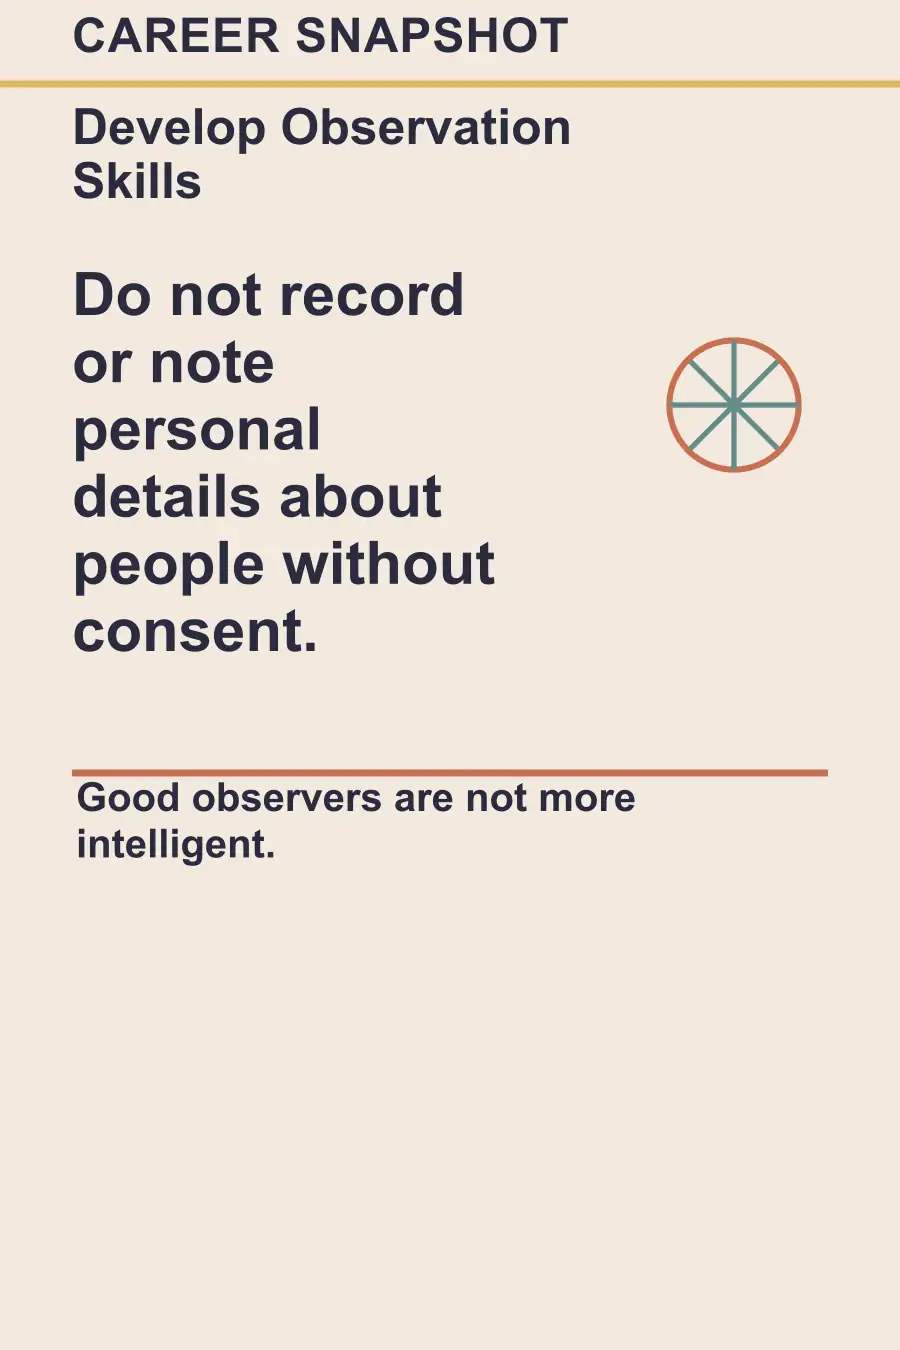 CAREER SNAPSHOT
Develop Observation
Skills
Do not record
or note
personal
details about
people without
consent.
Good observers are not more
intelligent.